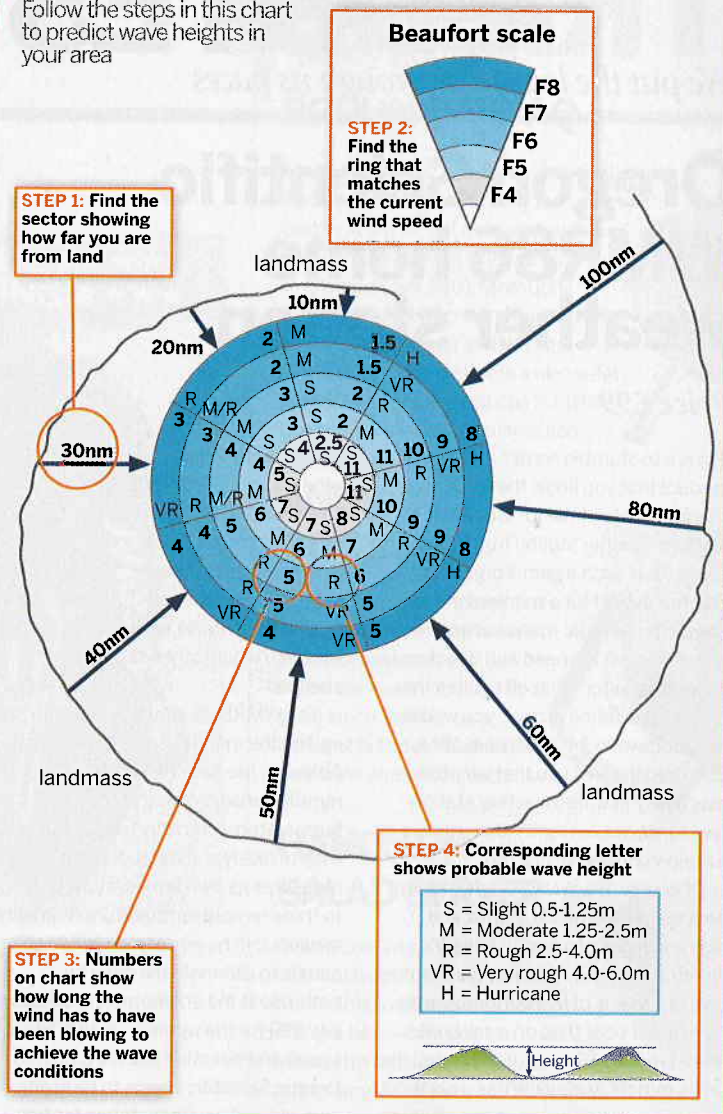 Follow the steps in this chart
to predict wave heights in
your area
Beaufort scale
F8
F7
F6
F5
F4
STEP 2:
Find the
ring that
matches
the current
wind speed
STEP 1: Find the
sector showing
how far you are
from land
landmass
10nm
100nm
20nm
30nm
80nm
40nm
60nm
50nm
landmass
landmass
2 M 1.5 H
2 M 1.5 VR
3 S 2 R
3 S 2 M
4 S 2.5 S
R M/R M S S
3 3 4 4 5
VR R M/R M S
4 4 5 6 7
11 11 10 9 8
S M R VR H
11 10 9 9 8
S M R VR H
S 7 S 8 S
6 M 7
R 5 R 6
R 5 VR 5
VR 4 VR 5
STEP 4: Corresponding letter
shows probable wave height
S = Slight 0.5-1.25m
M = Moderate 1.25-2.5m
R = Rough 2.5-4.0m
VR = Very rough 4.0-6.0m
H = Hurricane
Height
STEP 3: Numbers
on chart show
how long the
wind has to have
been blowing to
achieve the wave
conditions